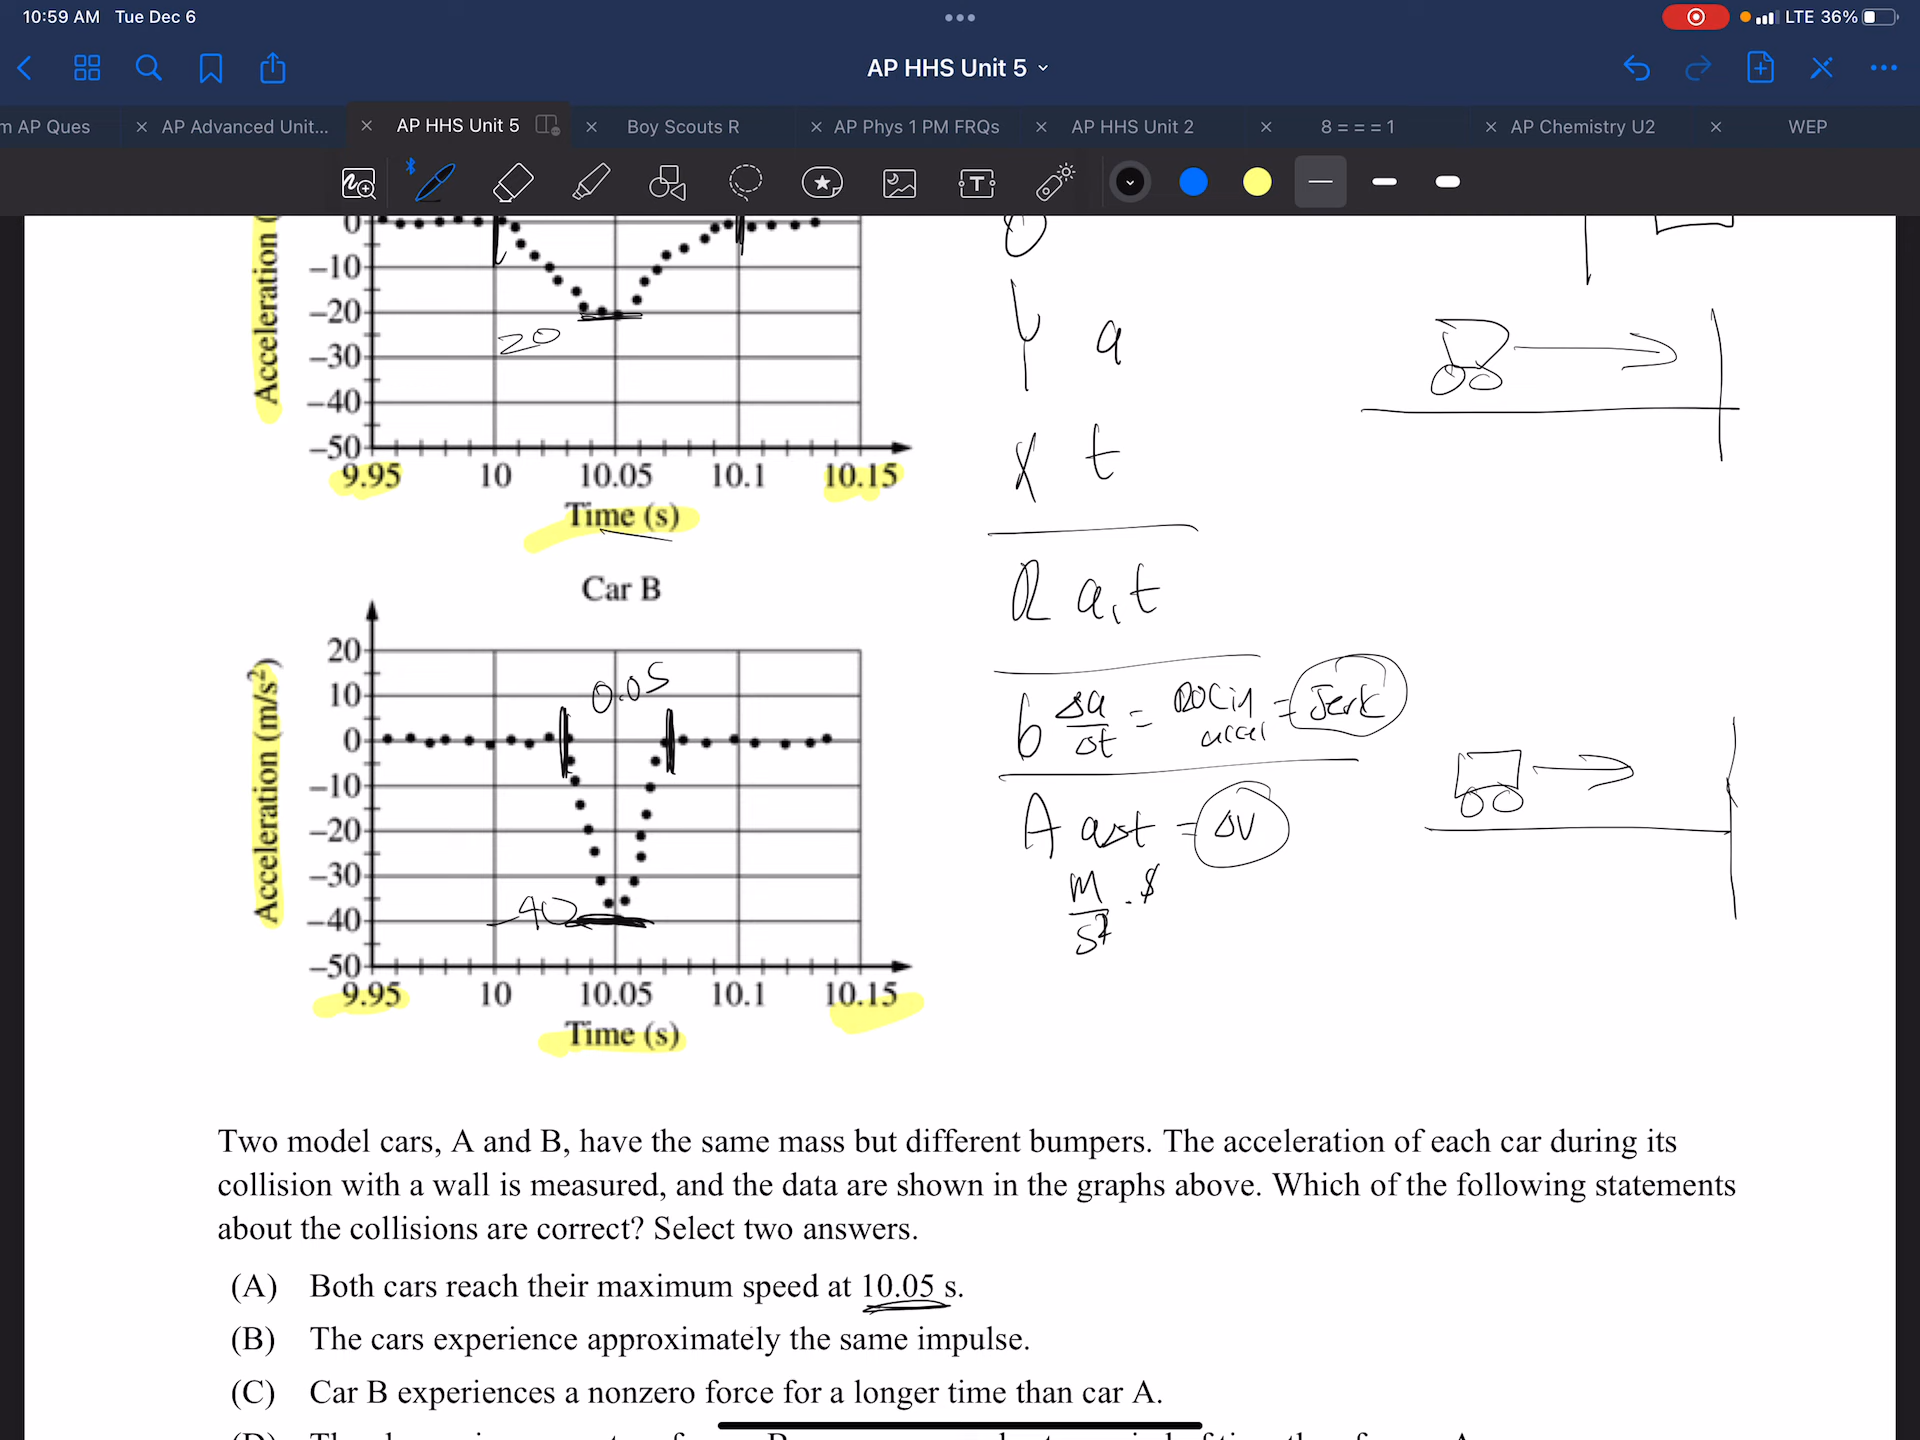 10:59 AM Tue Dec 6
LTE 36%
AP HHS Unit 5
m AP Ques
AP Advanced Unit...
AP HHS Unit 5
Boy Scouts R
AP Phys 1 PM FRQs
AP HHS Unit 2
8 = = = 1
AP Chemistry U2
WEP
Acceleration (
0
–10
–20
–30
–40
–50
20
9.95 10 10.05 10.1 10.15
Time (s)
Y a
X t
R a, t
Δa/Δt = ROC in accel = Jerk
A aΔt = ΔV
m/s² · s
Car B
Acceleration (m/s²)
20
10
0
–10
–20
–30
–40
–50
0.05
-40
9.95 10 10.05 10.1 10.15
Time (s)
Two model cars, A and B, have the same mass but different bumpers. The acceleration of each car during its
collision with a wall is measured, and the data are shown in the graphs above. Which of the following statements
about the collisions are correct? Select two answers.
(A) Both cars reach their maximum speed at 10.05 s.
(B) The cars experience approximately the same impulse.
(C) Car B experiences a nonzero force for a longer time than car A.